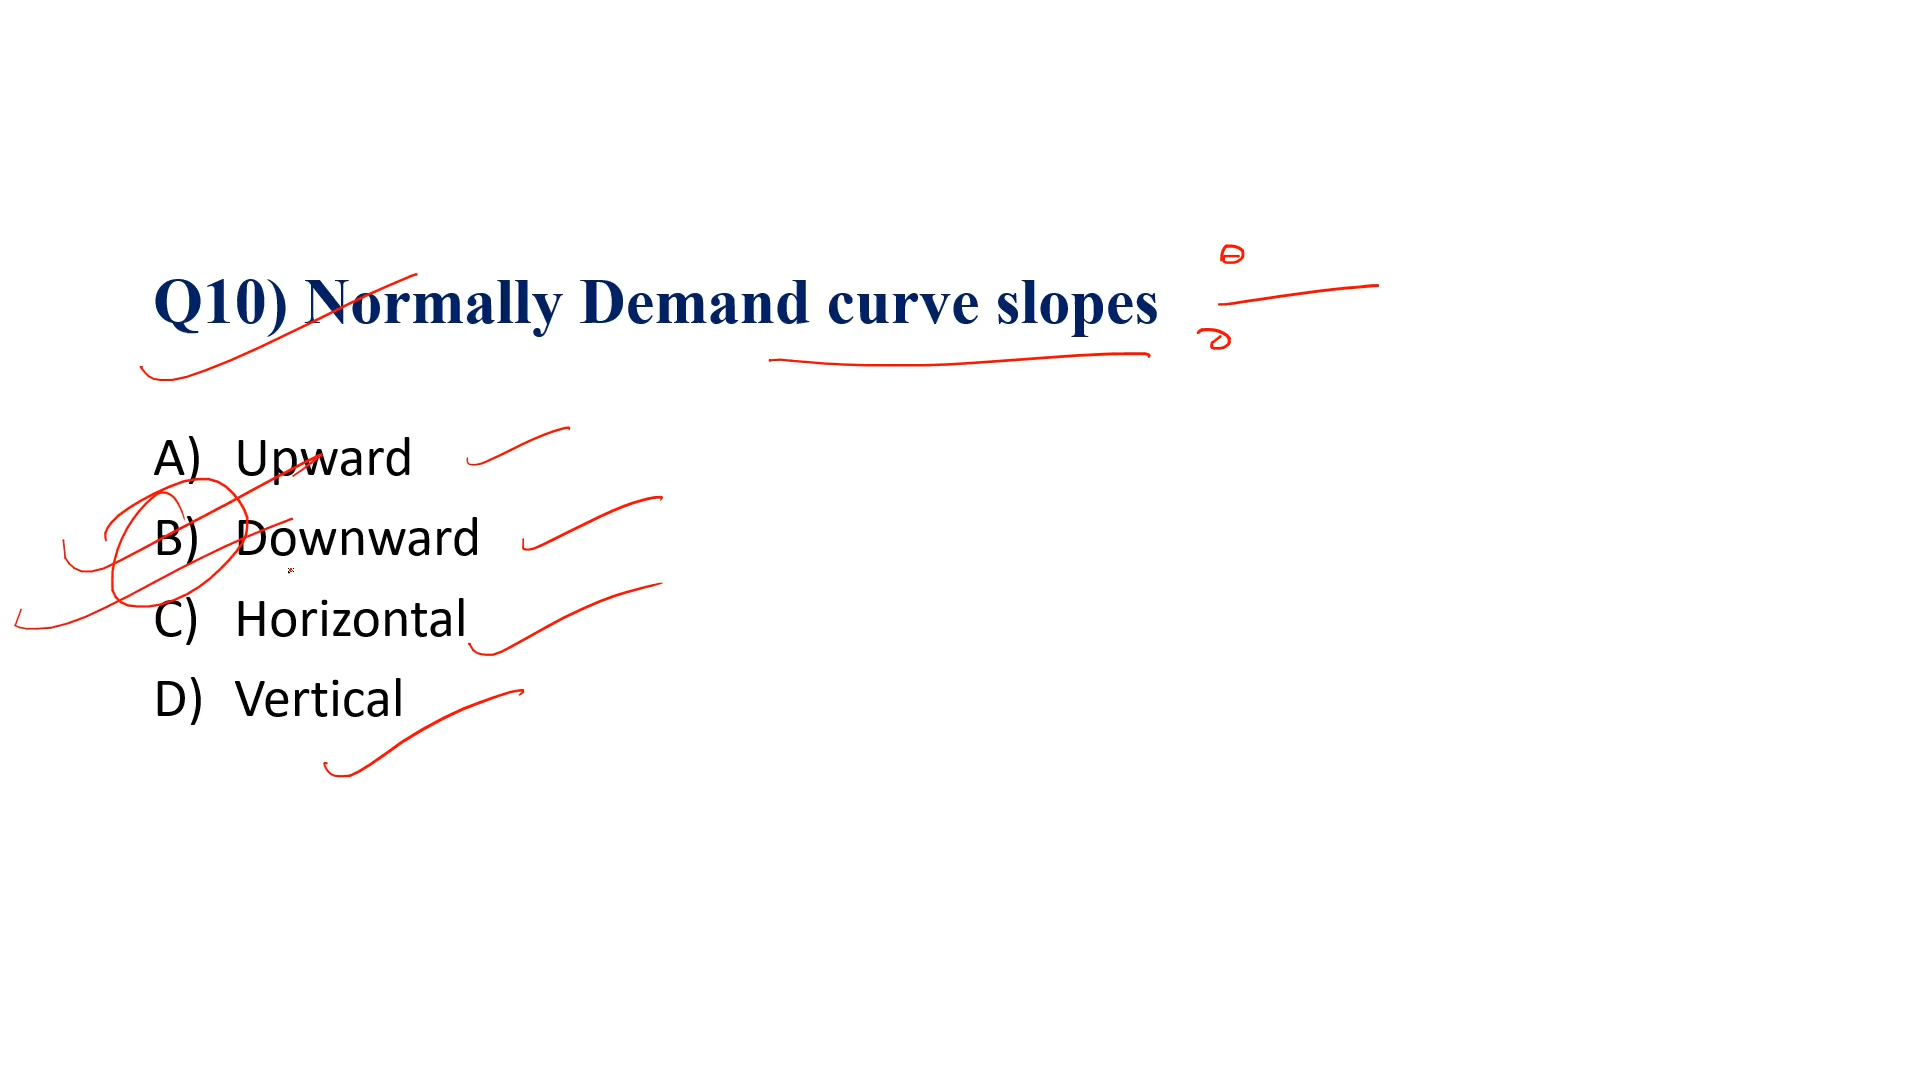 Q10) Normally Demand curve slopes
A) Upward
B) Downward
C) Horizontal
D) Vertical